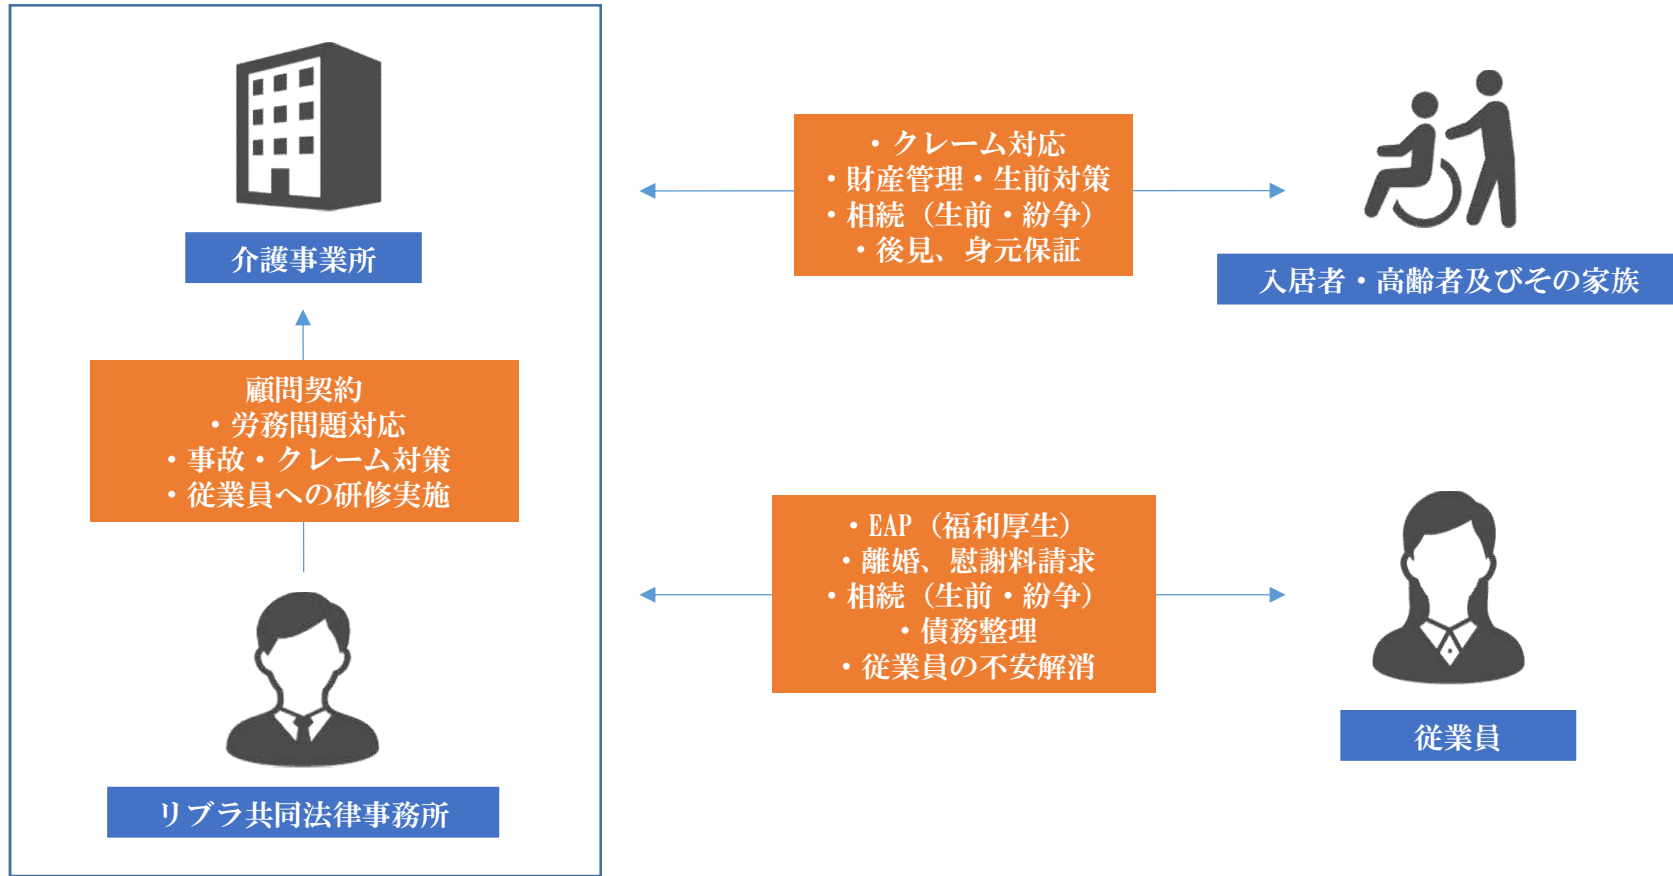 介護事業所
顧問契約
・労務問題対応
・事故・クレーム対策
・従業員への研修実施
リブラ共同法律事務所
・クレーム対応
・財産管理・生前対策
・相続（生前・紛争）
・後見、身元保証
入居者・高齢者及びその家族
・EAP（福利厚生）
・離婚、慰謝料請求
・相続（生前・紛争）
・債務整理
・従業員の不安解消
従業員